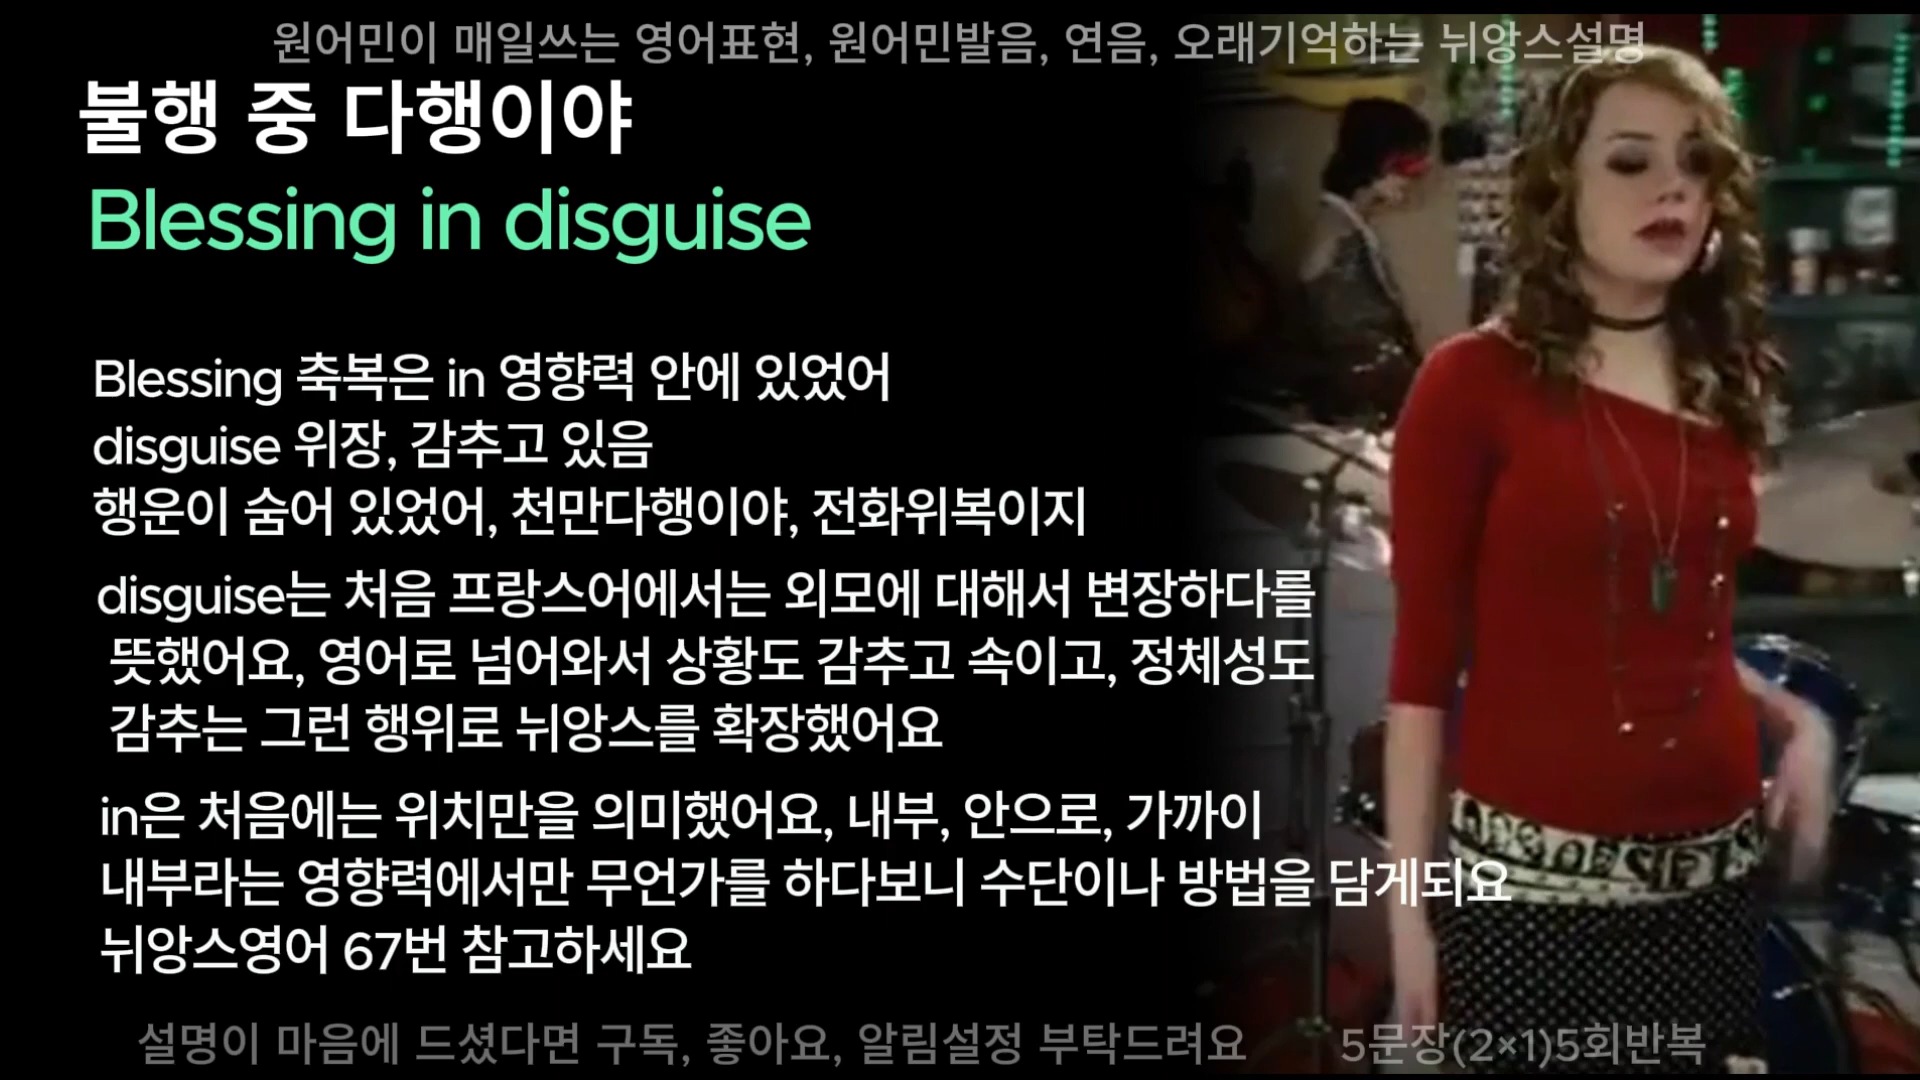 원어민이 매일쓰는 영어표현, 원어민발음, 연음, 오래기억하는 뉘앙스설명
불행 중 다행이야
Blessing in disguise
Blessing 축복은 in 영향력 안에 있었어
disguise 위장, 감추고 있음
행운이 숨어 있었어, 천만다행이야, 전화위복이지
disguise는 처음 프랑스어에서는 외모에 대해서 변장하다를
뜻했어요, 영어로 넘어와서 상황도 감추고 속이고, 정체성도
감추는 그런 행위로 뉘앙스를 확장했어요
in은 처음에는 위치만을 의미했어요, 내부, 안으로, 가까이
내부라는 영향력에서만 무언가를 하다보니 수단이나 방법을 담게되요
뉘앙스영어 67번 참고하세요
설명이 마음에 드셨다면 구독, 좋아요, 알림설정 부탁드려요
5문장(2×1)5회반복